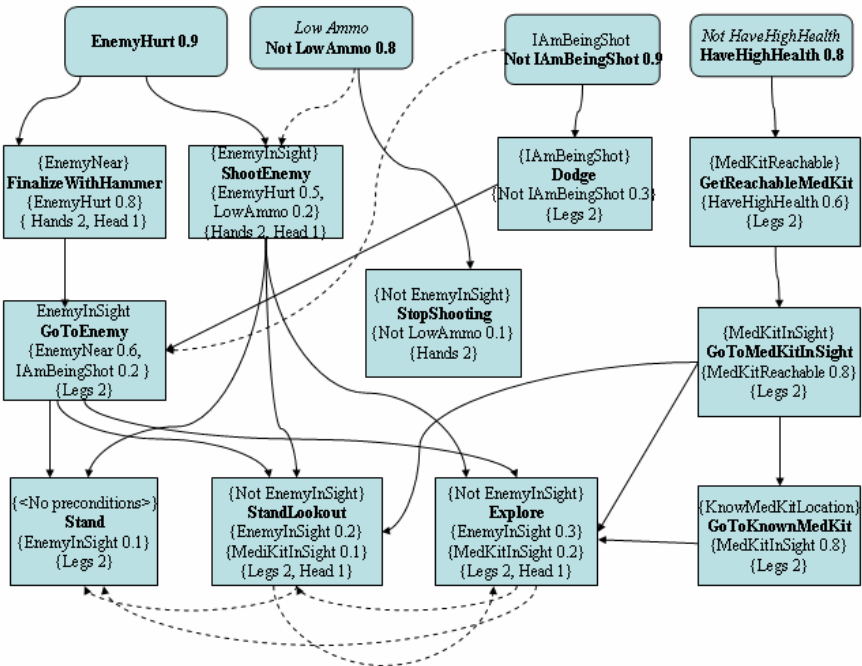 EnemyHurt 0.9
Low Ammo
Not LowAmmo 0.8
IAmBeingShot
Not IAmBeingShot 0.9
Not HaveHighHealth
HaveHighHealth 0.8
{EnemyNear}
FinalizeWithHammer
{EnemyHurt 0.8}
{ Hands 2, Head 1}
{EnemyInSight}
ShootEnemy
{EnemyHurt 0.5,
LowAmmo 0.2}
{Hands 2, Head 1}
{IAmBeingShot}
Dodge
{Not IAmBeingShot 0.3}
{Legs 2}
{MedKitReachable}
GetReachableMedKit
{HaveHighHealth 0.6}
{Legs 2}
EnemyInSight
GoToEnemy
{EnemyNear 0.6,
IAmBeingShot 0.2 }
{Legs 2}
{Not EnemyInSight}
StopShooting
{Not LowAmmo 0.1}
{Hands 2}
{MedKitInSight}
GoToMedKitInSight
{MedKitReachable 0.8}
{Legs 2}
{<No preconditions>}
Stand
{EnemyInSight 0.1}
{Legs 2}
{Not EnemyInSight}
StandLookout
{EnemyInSight 0.2}
{MediKitInSight 0.1}
{Legs 2, Head 1}
{Not EnemyInSight}
Explore
{EnemyInSight 0.3}
{MedKitInSight 0.2}
{Legs 2, Head 1}
{KnowMedKitLocation}
GoToKnownMedKit
{MedKitInSight 0.8}
{Legs 2}